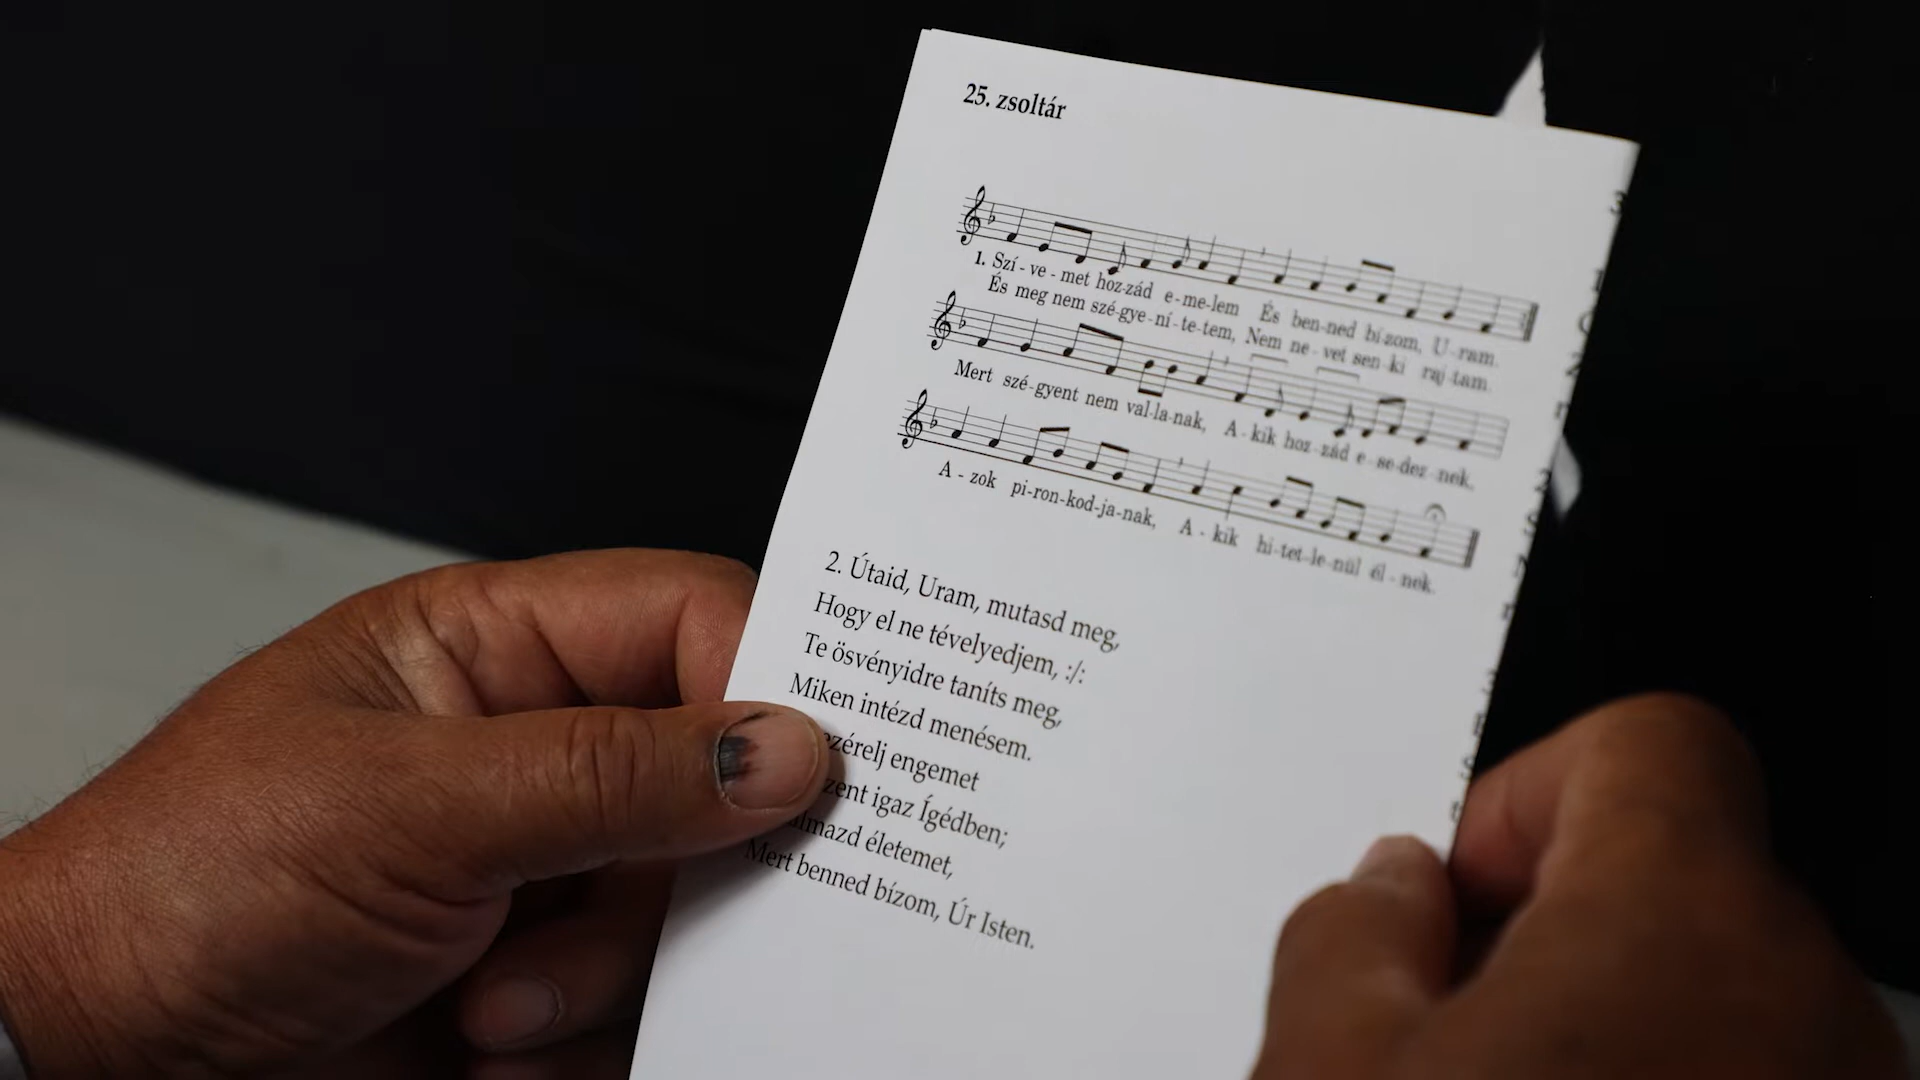 25. zsoltár
1. Szí - ve - met hoz-zád e-me-lem És ben-ned bí-zom, U-ram.
És meg nem szé-gye-ní-te-tem, Nem ne-vet sen-ki raj-tam.
Mert szé-gyent nem val-la-nak, A-kik hoz-zád e-se-dez-nek,
A - zok pi-ron-kod-ja-nak, A - kik hi-tet-le-nül él-nek.
2. Útaid, Uram, mutasd meg,
Hogy el ne tévelyedjem, :/:
Te ösvényidre taníts meg,
Miken intézd menésem.
engemet
igaz Ígédben;
életemet,
Mert benned bízom, Úr Isten.